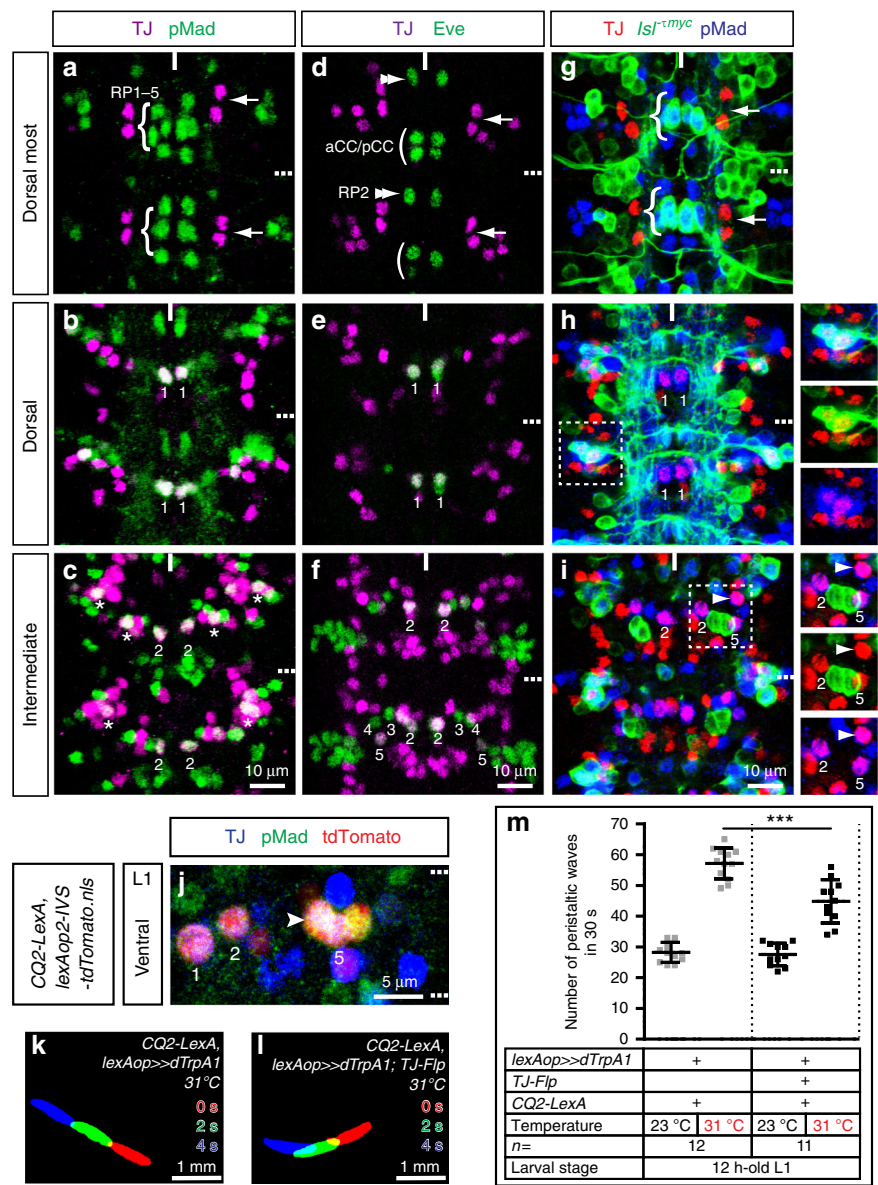 TJ pMad
TJ Eve
TJ Isl-τmyc pMad
Dorsal most
a
RP1–5
{
{
d
aCC/pCC
(
RP2
(
g
{
{
Dorsal
b
1 1
1 1
e
1 1
1 1
h
1 1
1 1
Intermediate
c
* * * *
2 2
* *
2 2
10 μm
f
2 2
4 3 2 2 3 4
5 5
10 μm
i
2 2 5
10 μm
2 5
2 5
2 5
CQ2-LexA,
lexAop2-IVS
-tdTomato.nls
L1
Ventral
TJ pMad tdTomato
j
1 2 5
5 μm
k
CQ2-LexA,
lexAop>>dTrpA1
31°C
0 s
2 s
4 s
1 mm
l
CQ2-LexA,
lexAop>>dTrpA1; TJ-Flp
31°C
0 s
2 s
4 s
1 mm
m
***
Number of peristaltic waves
in 30 s
70
60
50
40
30
20
10
0
lexAop>>dTrpA1 + +
TJ-Flp +
CQ2-LexA + +
Temperature 23 °C 31 °C 23 °C 31 °C
n= 12 11
Larval stage 12 h-old L1